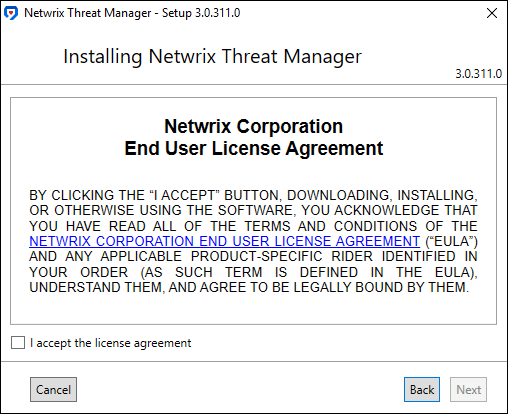 Netwrix Threat Manager - Setup 3.0.311.0
Installing Netwrix Threat Manager
3.0.311.0
Netwrix Corporation
End User License Agreement
BY CLICKING THE “I ACCEPT” BUTTON, DOWNLOADING, INSTALLING,
OR OTHERWISE USING THE SOFTWARE, YOU ACKNOWLEDGE THAT
YOU HAVE READ ALL OF THE TERMS AND CONDITIONS OF THE
NETWRIX CORPORATION END USER LICENSE AGREEMENT (“EULA”)
AND ANY APPLICABLE PRODUCT-SPECIFIC RIDER IDENTIFIED IN
YOUR ORDER (AS SUCH TERM IS DEFINED IN THE EULA),
UNDERSTAND THEM, AND AGREE TO BE LEGALLY BOUND BY THEM.
I accept the license agreement
Cancel Back Next